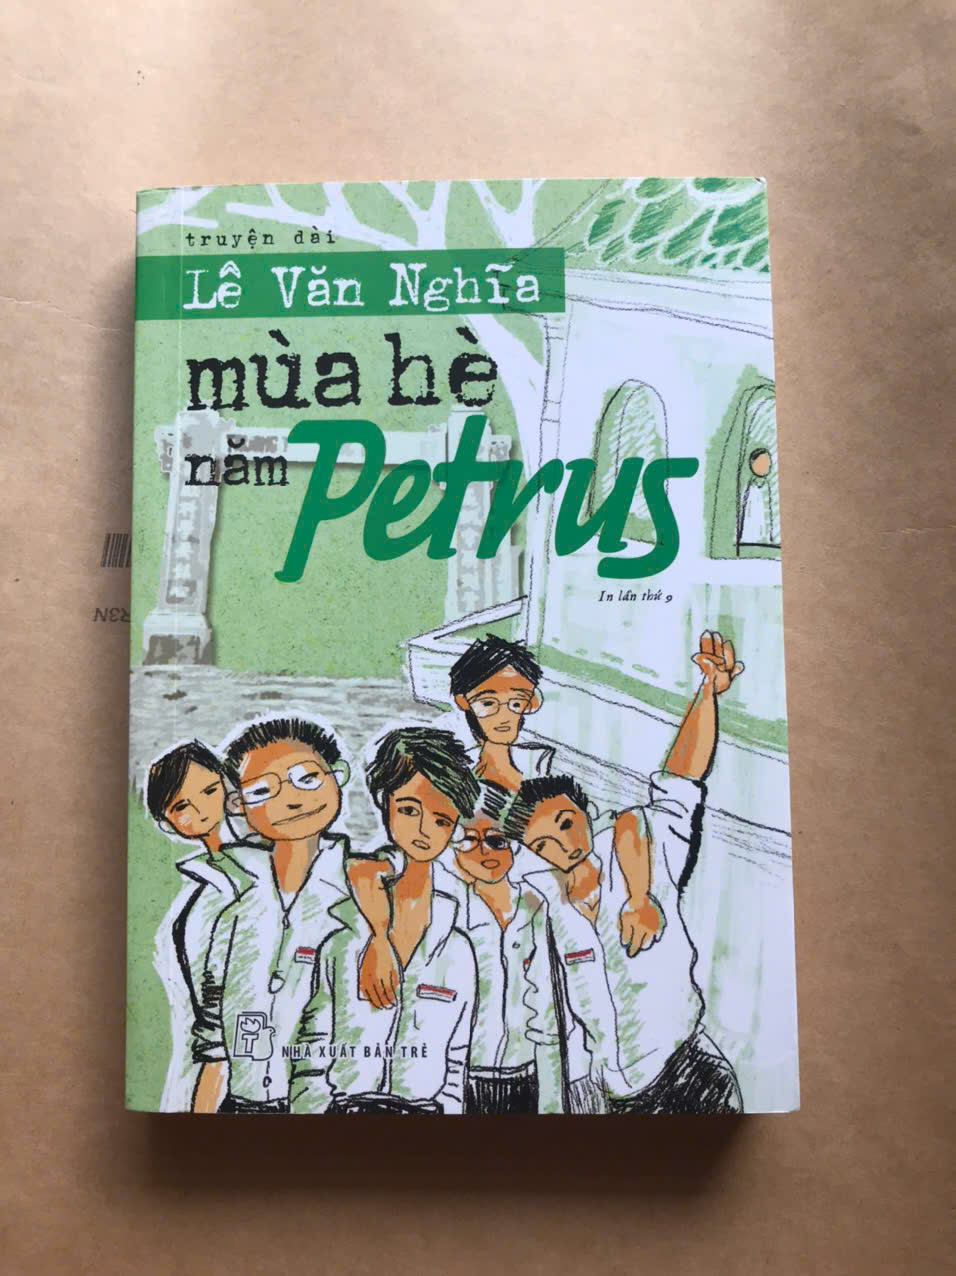 truyện dài
Lê Văn Nghĩa
mùa hè
năm Petrus
In lần thứ 9
NHÀ XUẤT BẢN TRẺ